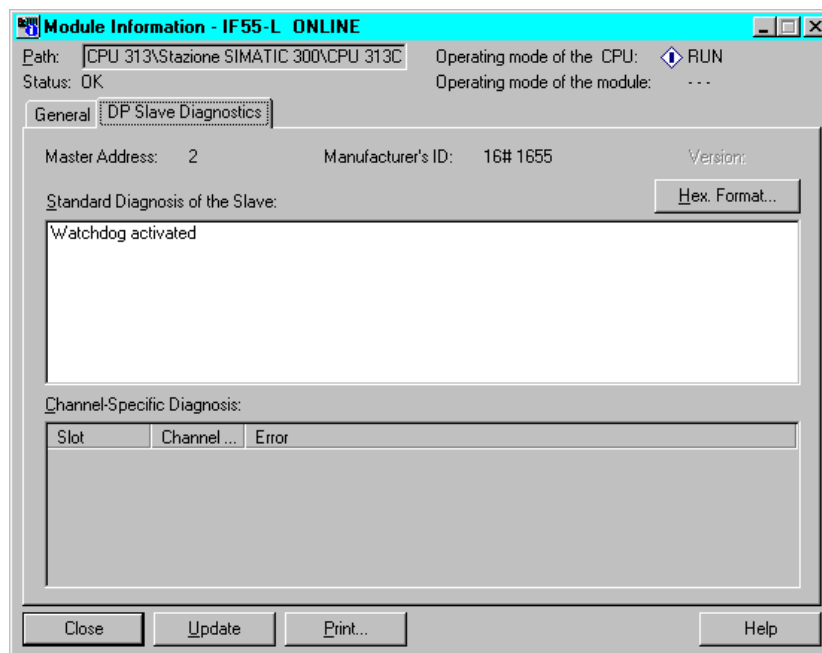 Module Information - IF55-L ONLINE
Path: CPU 313\Stazione SIMATIC 300\CPU 313C Operating mode of the CPU: RUN
Status: OK Operating mode of the module: - - -
General DP Slave Diagnostics
Master Address: 2 Manufacturer's ID: 16# 1655 Version:
Standard Diagnosis of the Slave: Hex. Format...
Watchdog activated
Channel-Specific Diagnosis:
Slot Channel ... Error
Close Update Print... Help